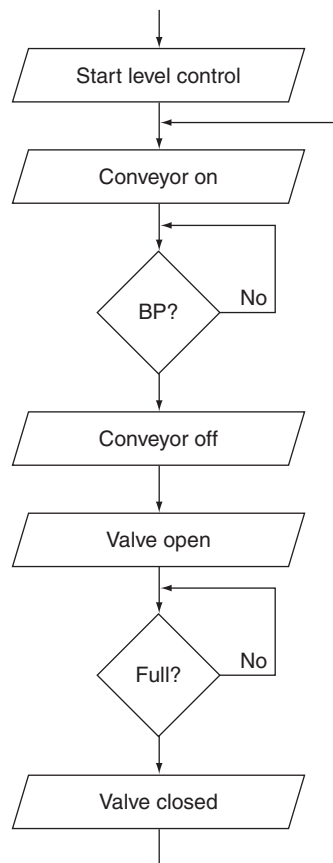 Start level control
Conveyor on
BP?
No
Conveyor off
Valve open
Full?
No
Valve closed